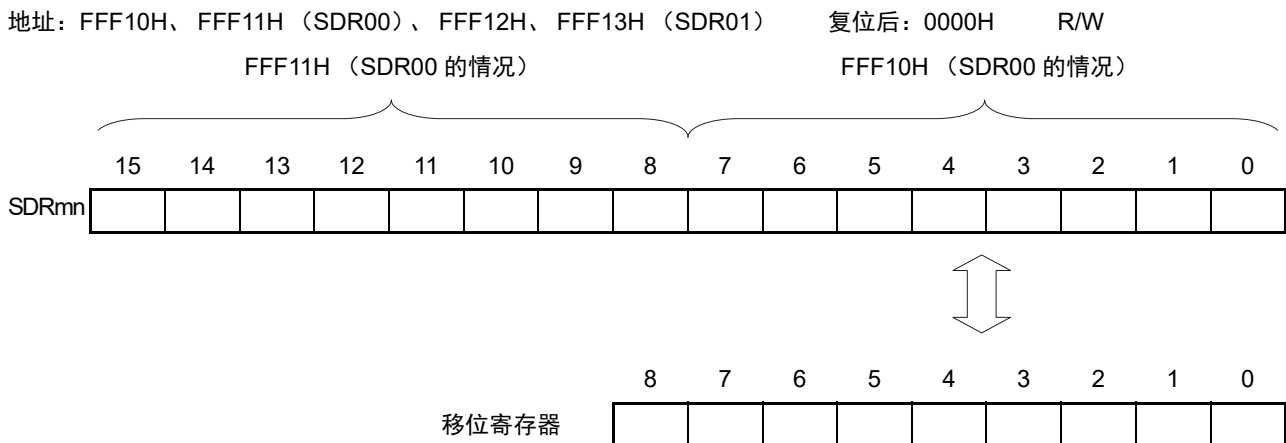 地址：FFF10H、 FFF11H （SDR00）、 FFF12H、 FFF13H （SDR01） 复位后：0000H R/W
FFF11H （SDR00 的情况） FFF10H （SDR00 的情况）
15 14 13 12 11 10 9 8 7 6 5 4 3 2 1 0
SDRmn
8 7 6 5 4 3 2 1 0
移位寄存器